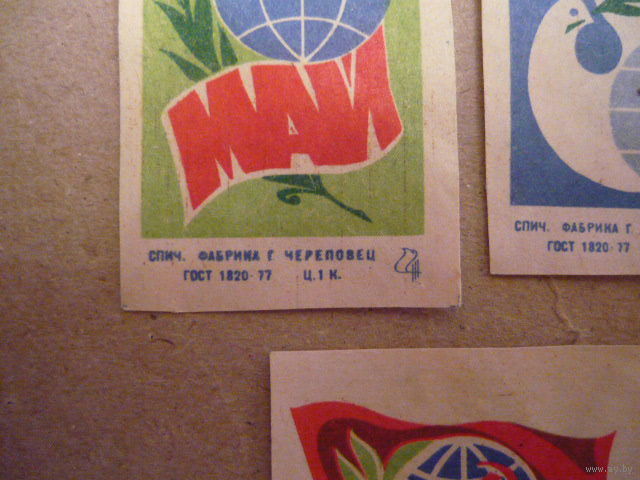 МАЙ
СПИЧ. ФАБРИКА Г. ЧЕРЕПОВЕЦ
ГОСТ 1820-77 Ц.1 К.
СПИЧ. ФАБРИКА Г.
ГОСТ 1820-77
www.ay.by